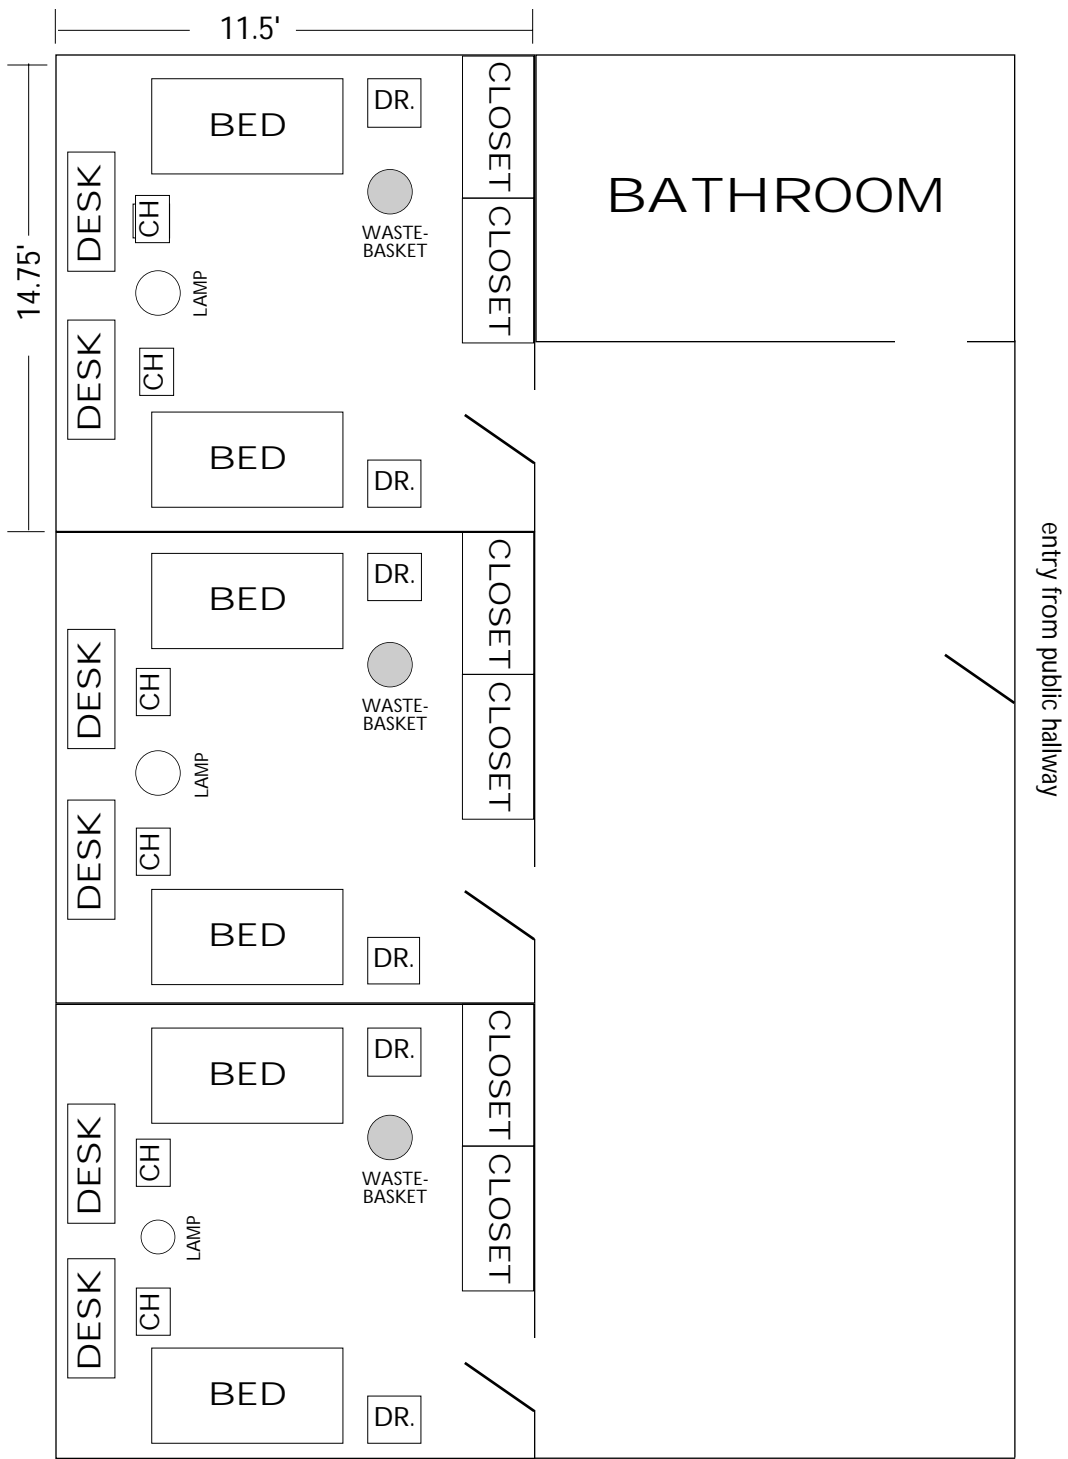 11.5'
14.75'
BED
DR.
CLOSET
DESK
CH
WASTE-
BASKET
CLOSET
BATHROOM
LAMP
DESK
CH
BED
DR.
BED
DR.
CLOSET
DESK
CH
WASTE-
BASKET
CLOSET
LAMP
DESK
CH
BED
DR.
entry from public hallway
BED
DR.
CLOSET
DESK
CH
WASTE-
BASKET
CLOSET
LAMP
DESK
CH
BED
DR.